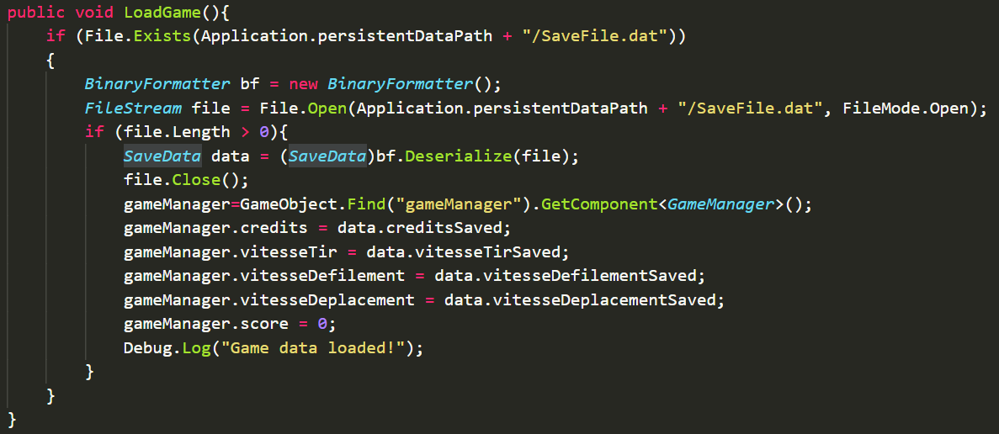 public void LoadGame(){
if (File.Exists(Application.persistentDataPath + "/SaveFile.dat"))
{
BinaryFormatter bf = new BinaryFormatter();
FileStream file = File.Open(Application.persistentDataPath + "/SaveFile.dat", FileMode.Open);
if (file.Length > 0){
SaveData data = (SaveData)bf.Deserialize(file);
file.Close();
gameManager=GameObject.Find("gameManager").GetComponent<GameManager>();
gameManager.credits = data.creditsSaved;
gameManager.vitesseTir = data.vitesseTirSaved;
gameManager.vitesseDefilement = data.vitesseDefilementSaved;
gameManager.vitesseDeplacement = data.vitesseDeplacementSaved;
gameManager.score = 0;
Debug.Log("Game data loaded!");
}
}
}